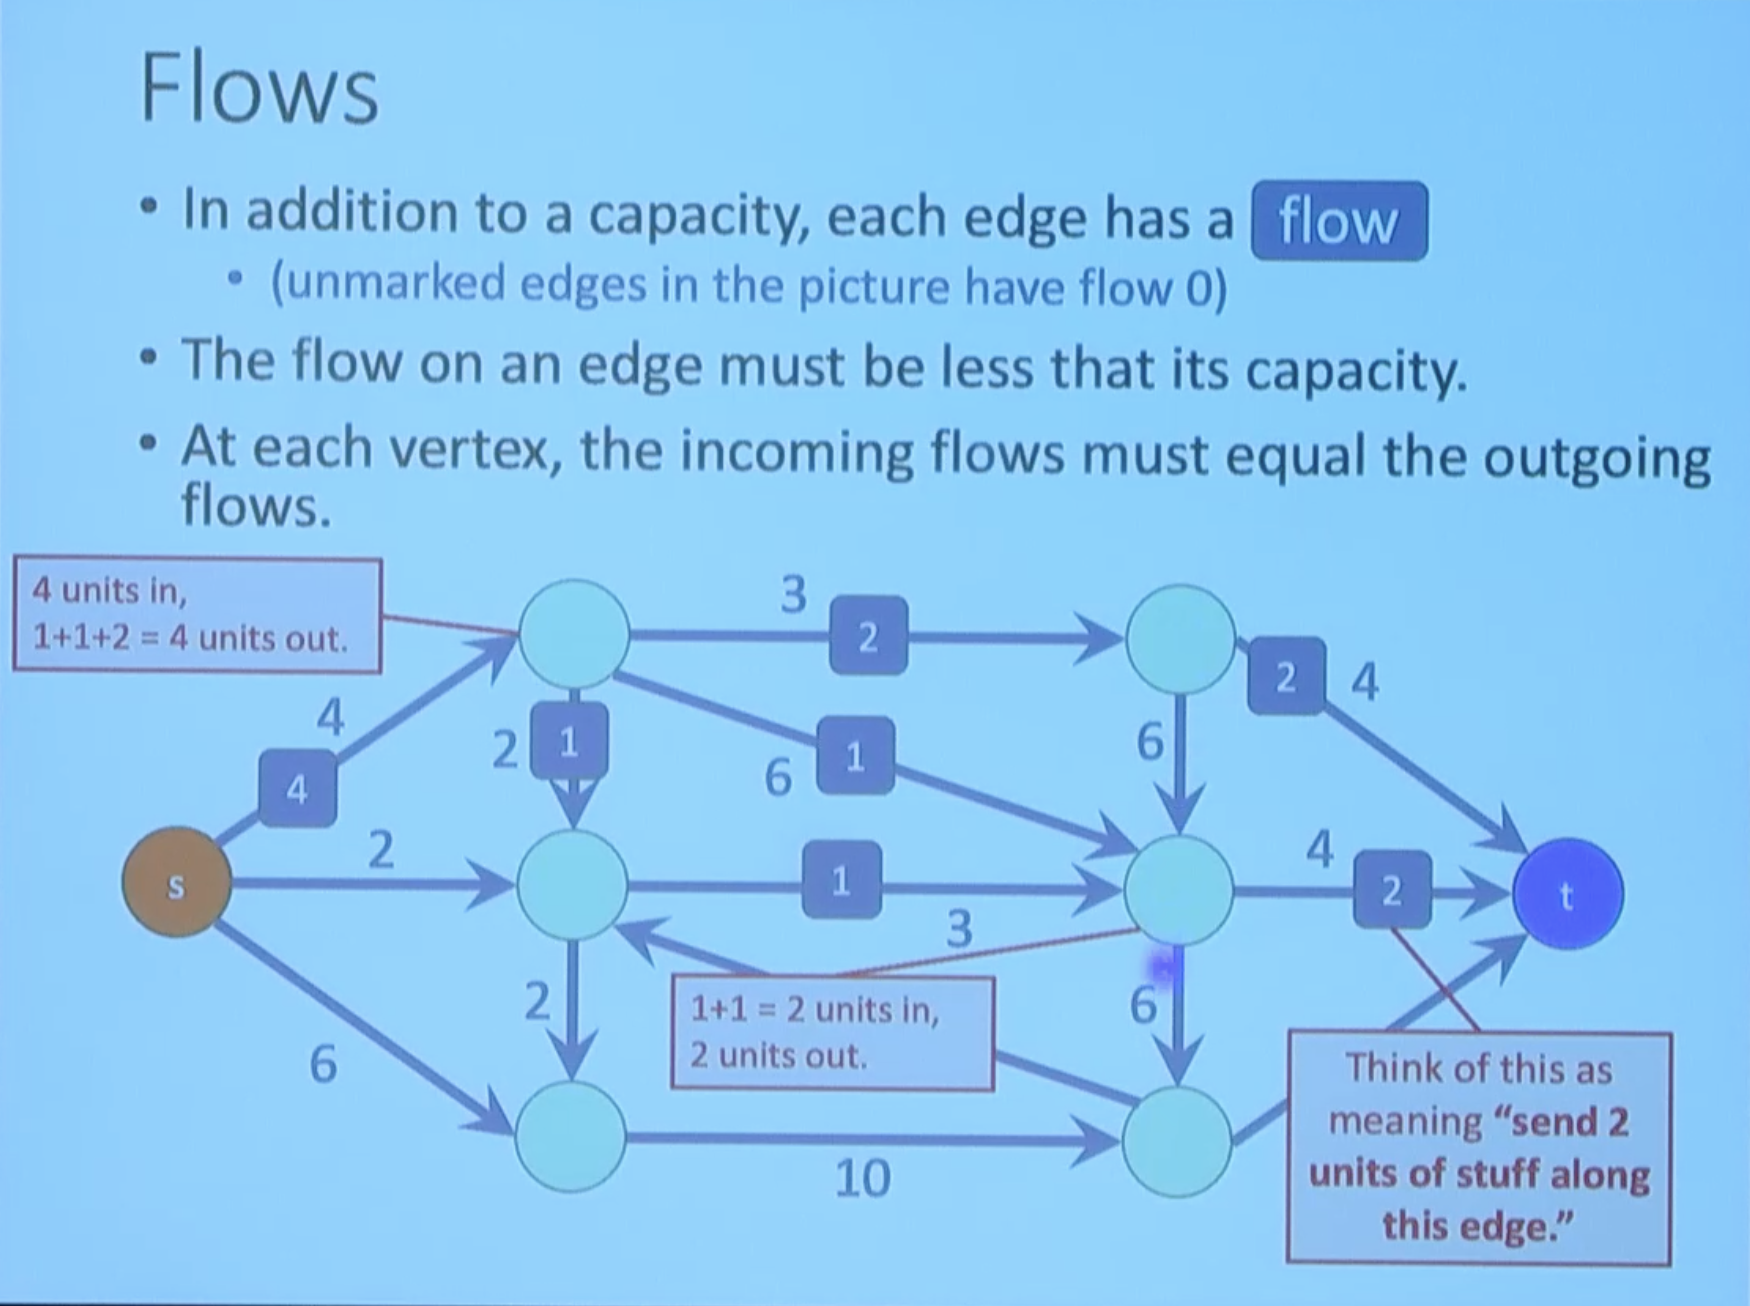 Flows
• In addition to a capacity, each edge has a flow
• (unmarked edges in the picture have flow 0)
• The flow on an edge must be less that its capacity.
• At each vertex, the incoming flows must equal the outgoing
flows.
4 units in,
1+1+2 = 4 units out.
3
2
2
4
4
4
2
1
6
1
6
s
2
1
3
4
2
t
2
6
1+1 = 2 units in,
2 units out.
6
10
Think of this as
meaning “send 2
units of stuff along
this edge.”